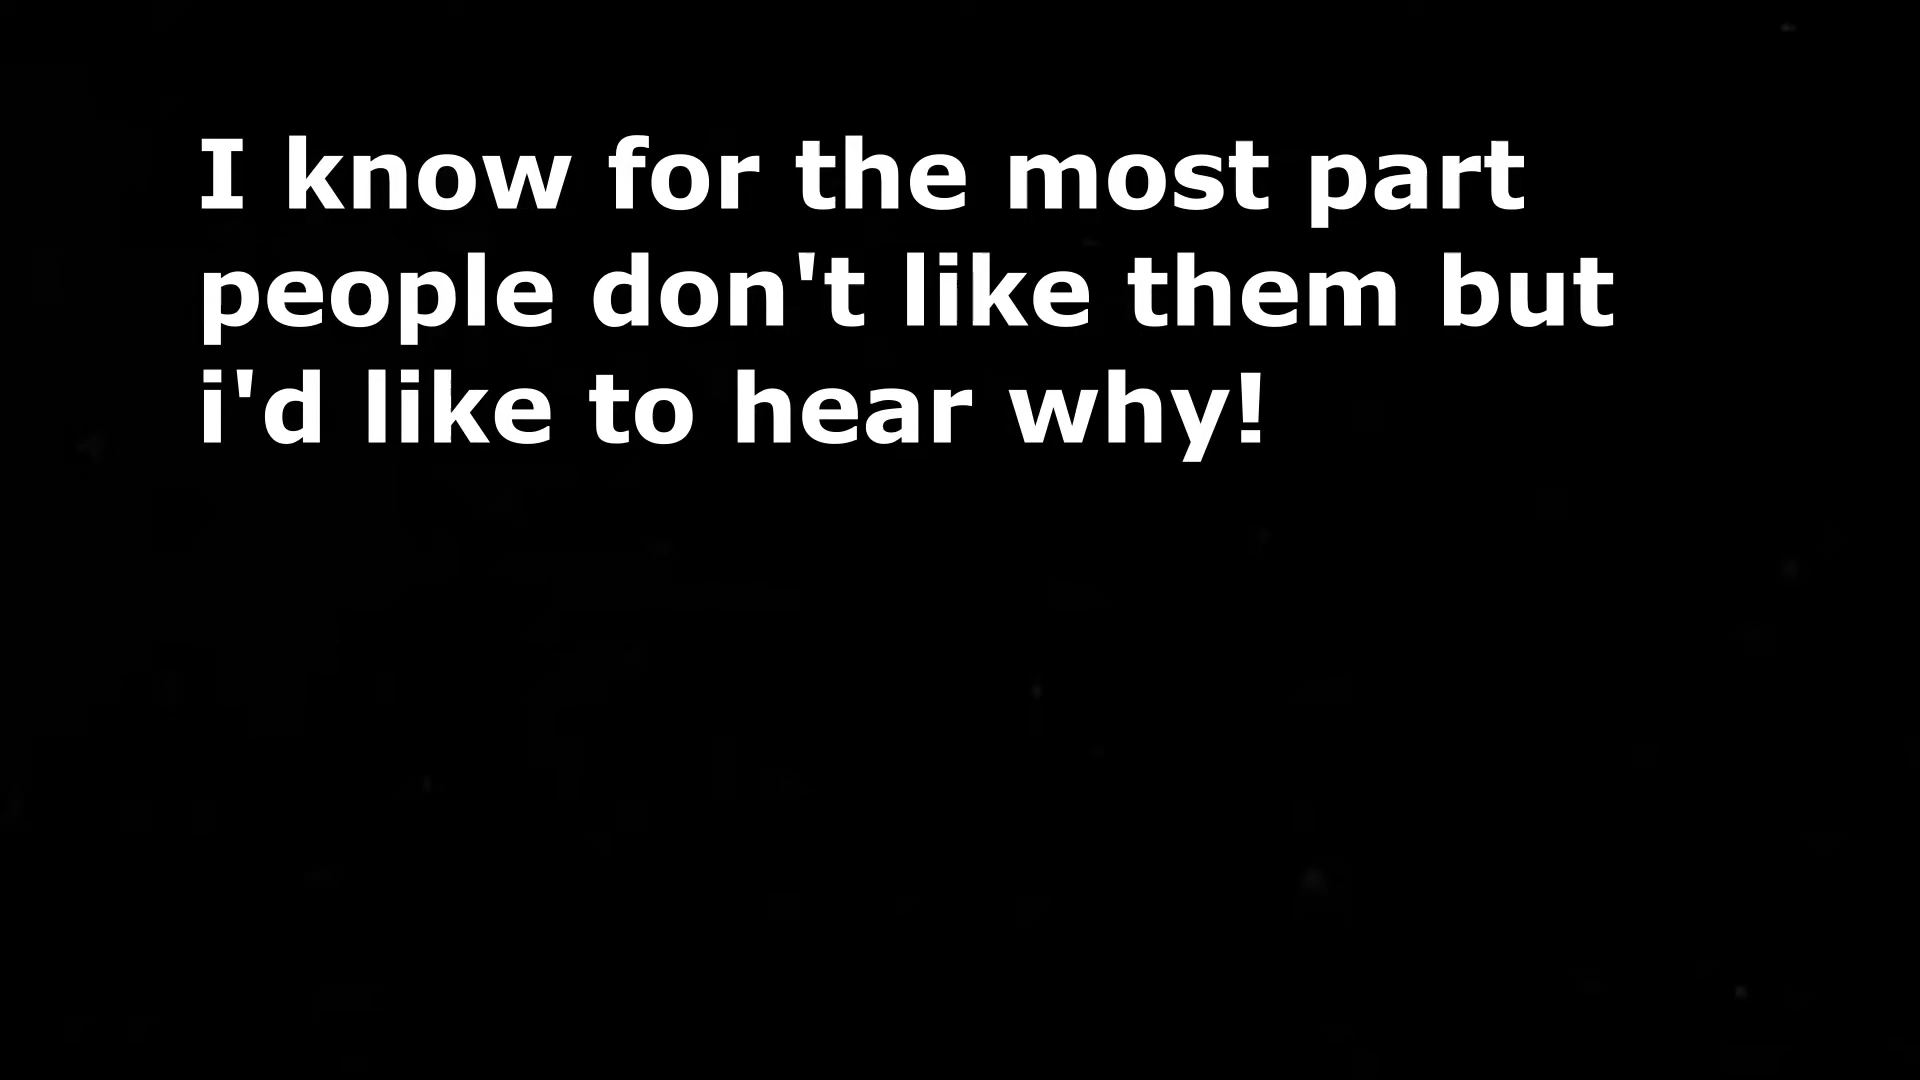 I know for the most part
people don't like them but
i'd like to hear why!